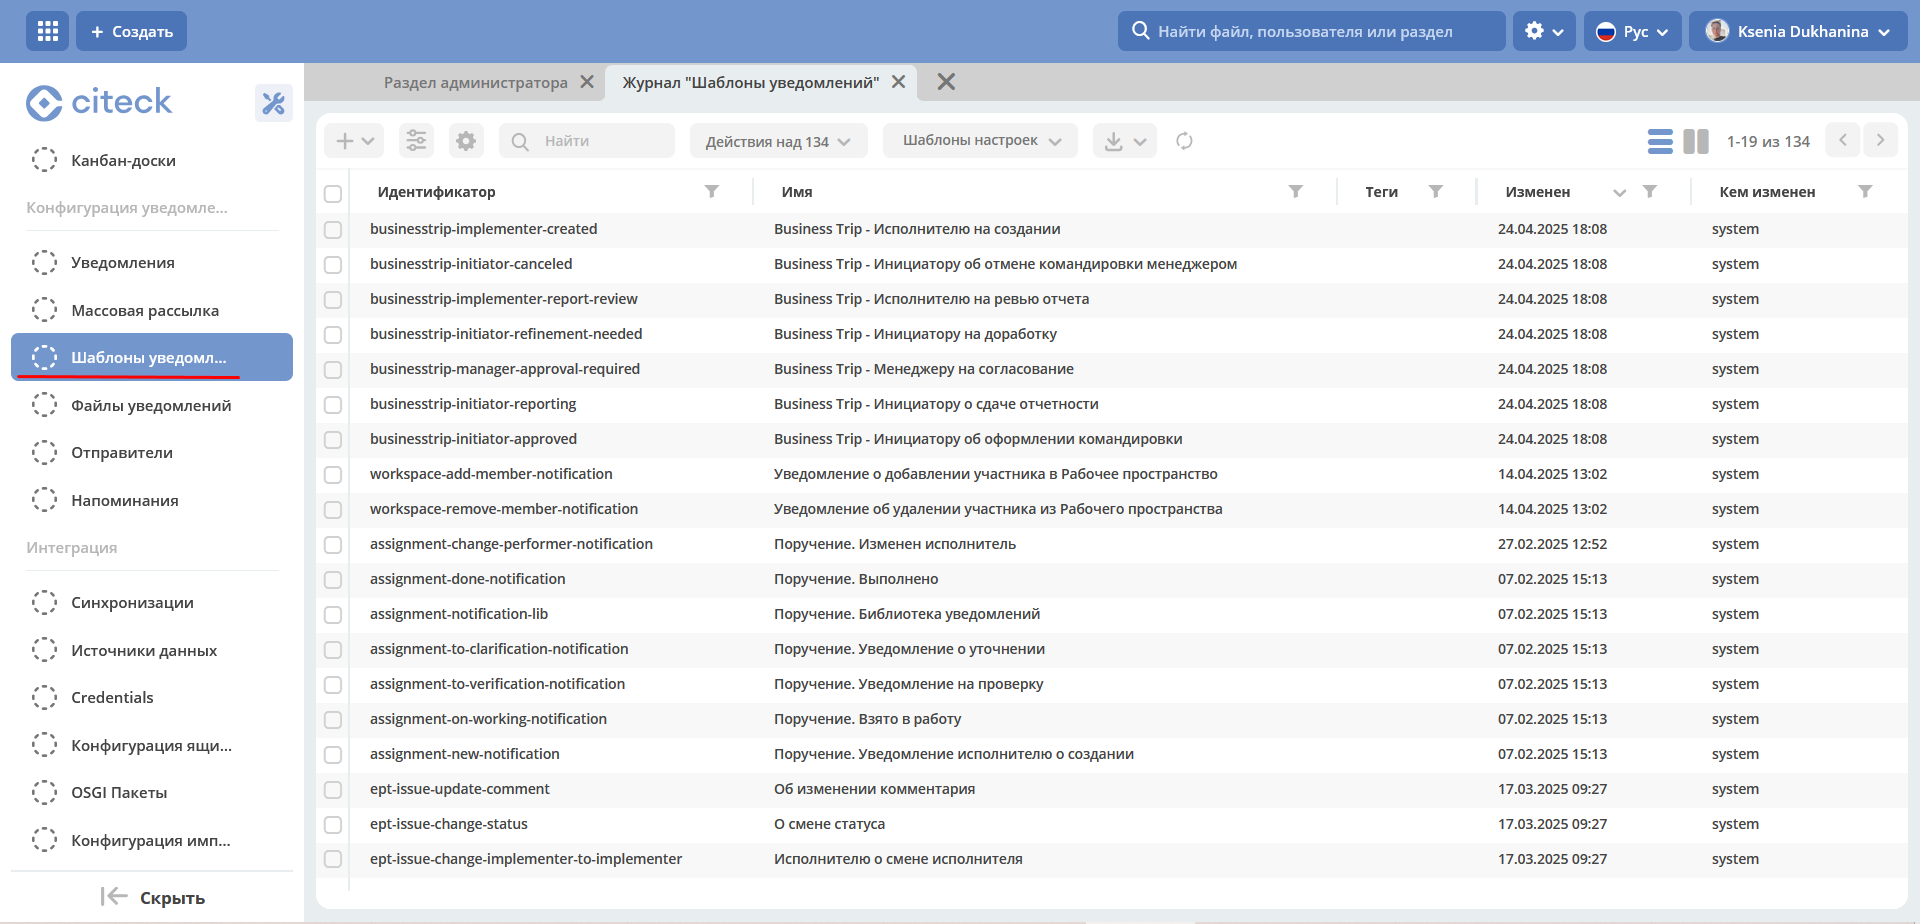 Создать
Найти файл, пользователя или раздел
Рус
Ksenia Dukhanina
citeck
Канбан-доски
Конфигурация уведомле...
Уведомления
Массовая рассылка
Шаблоны уведомл...
Файлы уведомлений
Отправители
Напоминания
Интеграция
Синхронизации
Источники данных
Credentials
Конфигурация ящи...
OSGI Пакеты
Конфигурация имп...
Скрыть
Раздел администратора
Журнал "Шаблоны уведомлений"
Найти
Действия над 134
Шаблоны настроек
1-19 из 134
Идентификатор Имя Теги Изменен Кем изменен
businesstrip-implementer-created Business Trip - Исполнителю на создании 24.04.2025 18:08 system
businesstrip-initiator-canceled Business Trip - Инициатору об отмене командировки менеджером 24.04.2025 18:08 system
businesstrip-implementer-report-review Business Trip - Исполнителю на ревью отчета 24.04.2025 18:08 system
businesstrip-initiator-refinement-needed Business Trip - Инициатору на доработку 24.04.2025 18:08 system
businesstrip-manager-approval-required Business Trip - Менеджеру на согласование 24.04.2025 18:08 system
businesstrip-initiator-reporting Business Trip - Инициатору о сдаче отчетности 24.04.2025 18:08 system
businesstrip-initiator-approved Business Trip - Инициатору об оформлении командировки 24.04.2025 18:08 system
workspace-add-member-notification Уведомление о добавлении участника в Рабочее пространство 14.04.2025 13:02 system
workspace-remove-member-notification Уведомление об удалении участника из Рабочего пространства 14.04.2025 13:02 system
assignment-change-performer-notification Поручение. Изменен исполнитель 27.02.2025 12:52 system
assignment-done-notification Поручение. Выполнено 07.02.2025 15:13 system
assignment-notification-lib Поручение. Библиотека уведомлений 07.02.2025 15:13 system
assignment-to-clarification-notification Поручение. Уведомление о уточнении 07.02.2025 15:13 system
assignment-to-verification-notification Поручение. Уведомление на проверку 07.02.2025 15:13 system
assignment-on-working-notification Поручение. Взято в работу 07.02.2025 15:13 system
assignment-new-notification Поручение. Уведомление исполнителю о создании 07.02.2025 15:13 system
ept-issue-update-comment Об изменении комментария 17.03.2025 09:27 system
ept-issue-change-status О смене статуса 17.03.2025 09:27 system
ept-issue-change-implementer-to-implementer Исполнителю о смене исполнителя 17.03.2025 09:27 system